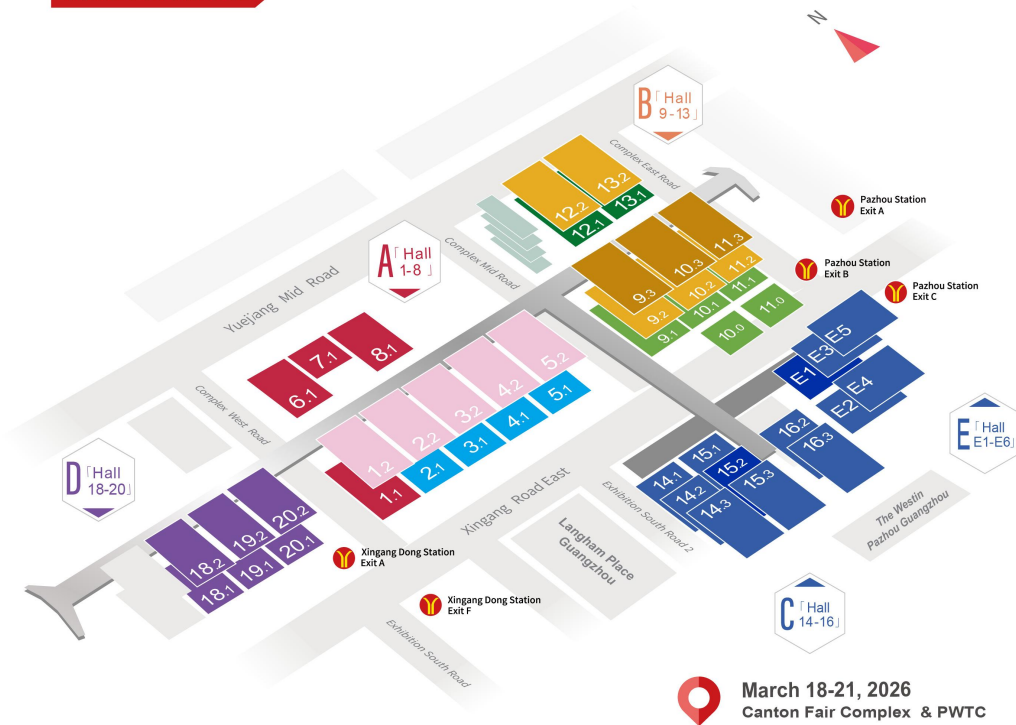 N
B 「Hall
9-13」
Complex East Road
13.2
12.2
13.1
12.1
Pazhou Station
Exit A
A 「Hall
1-8」
Complex Mid Road
11.3
10.3
9.3
11.2
10.2
9.2
11.1
10.1
9.1
11.0
10.0
Pazhou Station
Exit B
Pazhou Station
Exit C
Yuejiang Mid Road
8.1
7.1
6.1
Complex West Road
5.2
4.2
3.2
2.2
1.2
5.1
4.1
3.1
2.1
1.1
E5
E3
E1
E4
E2
E 「Hall
E1-E6」
16.2
16.3
15.1
15.2
15.3
14.1
14.2
14.3
D 「Hall
18-20」
20.2
19.2
18.2
20.1
19.1
18.1
Xingang Road East
Exhibition South Road 2
The Westin
Pazhou Guangzhou
Langham Place
Guangzhou
Xingang Dong Station
Exit A
Xingang Dong Station
Exit F
Exhibition South Road
C 「Hall
14-16」
March 18-21, 2026
Canton Fair Complex & PWTC